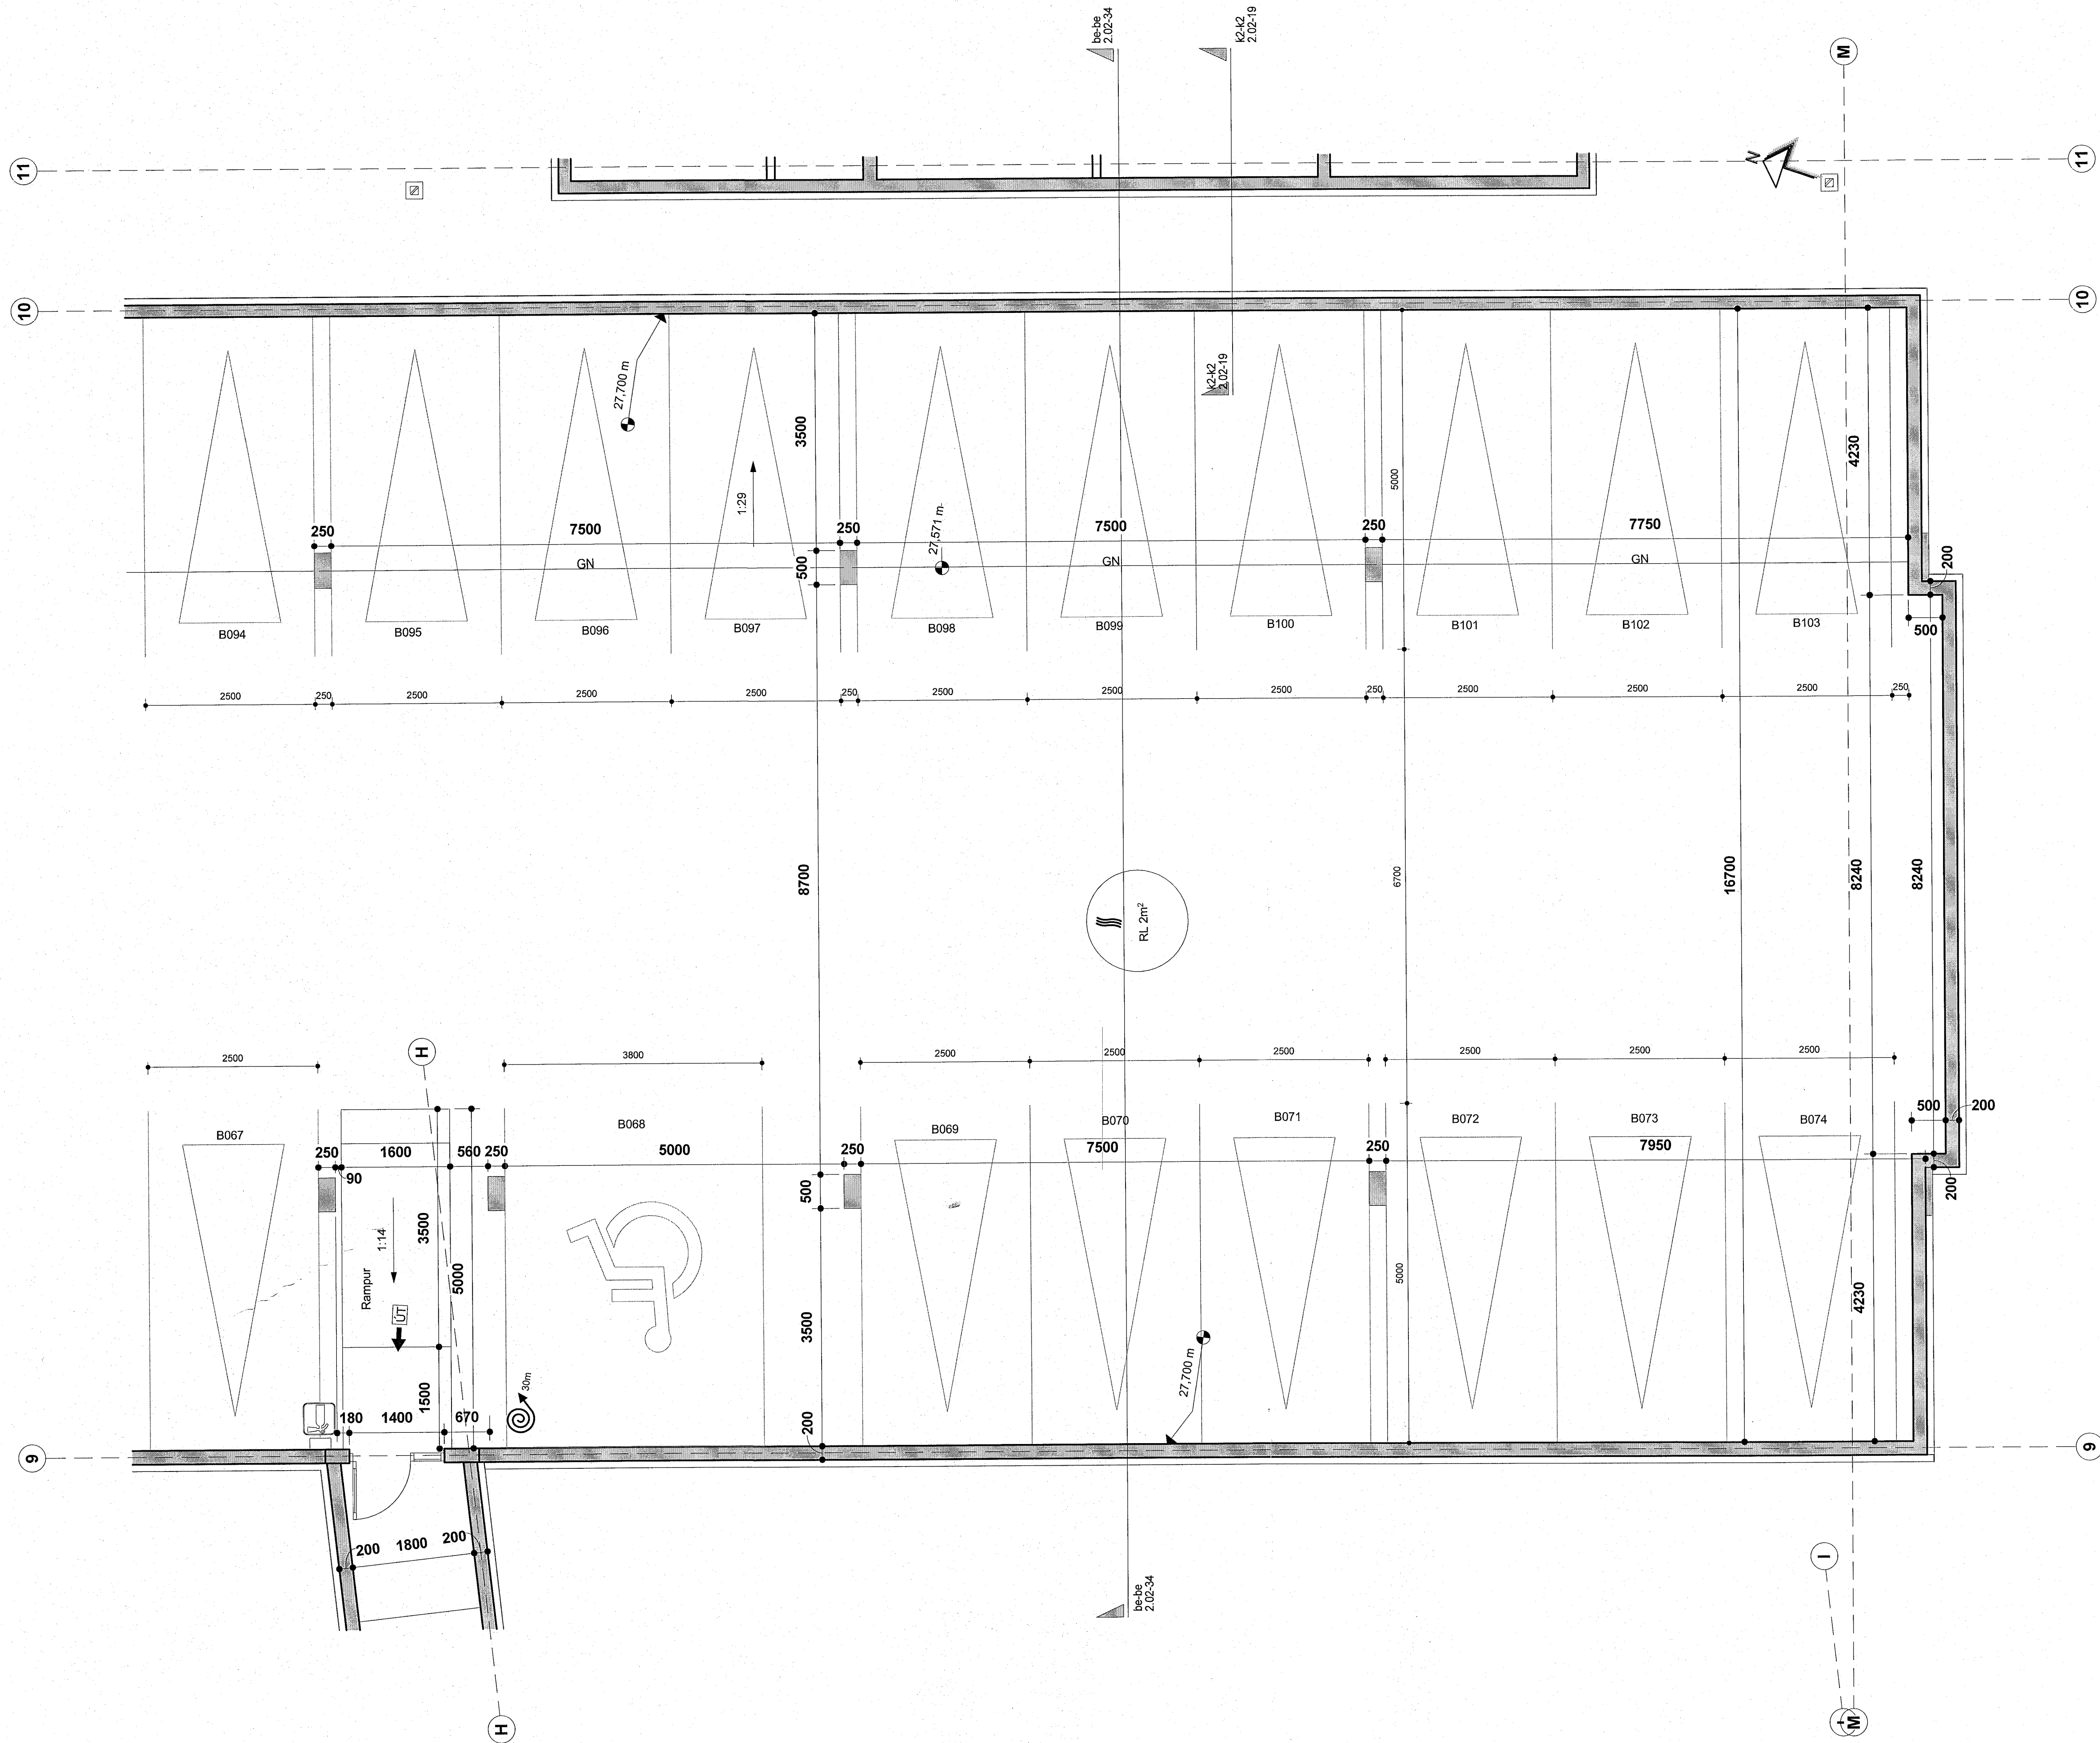 be-be
2.02-34
k2-k2
2.02-19
M
11
N
11
10
10
27,700 m
3500
k2-k2
2.02-19
5000
4230
1:29
250
7500
250
27,571 m
7500
250
7750
500
GN
GN
GN
200
B094
B095
B096
B097
B098
B099
B100
B101
B102
B103
500
2500
250
2500
2500
2500
250
2500
2500
2500
250
2500
2500
2500
250
8700
6700
16700
8240
8240
RL 2m²
H
2500
3800
2500
2500
2500
2500
2500
2500
B067
B068
B069
B070
B071
B072
B073
B074
500
200
250
1600
560
250
5000
250
7500
250
7950
90
500
200
1:14
3500
Rampur
5000
ÚT
3500
5000
4230
27,700 m
1500
30m
180
1400
670
200
9
9
200
1800
200
I
be-be
2.02-34
H
I
M